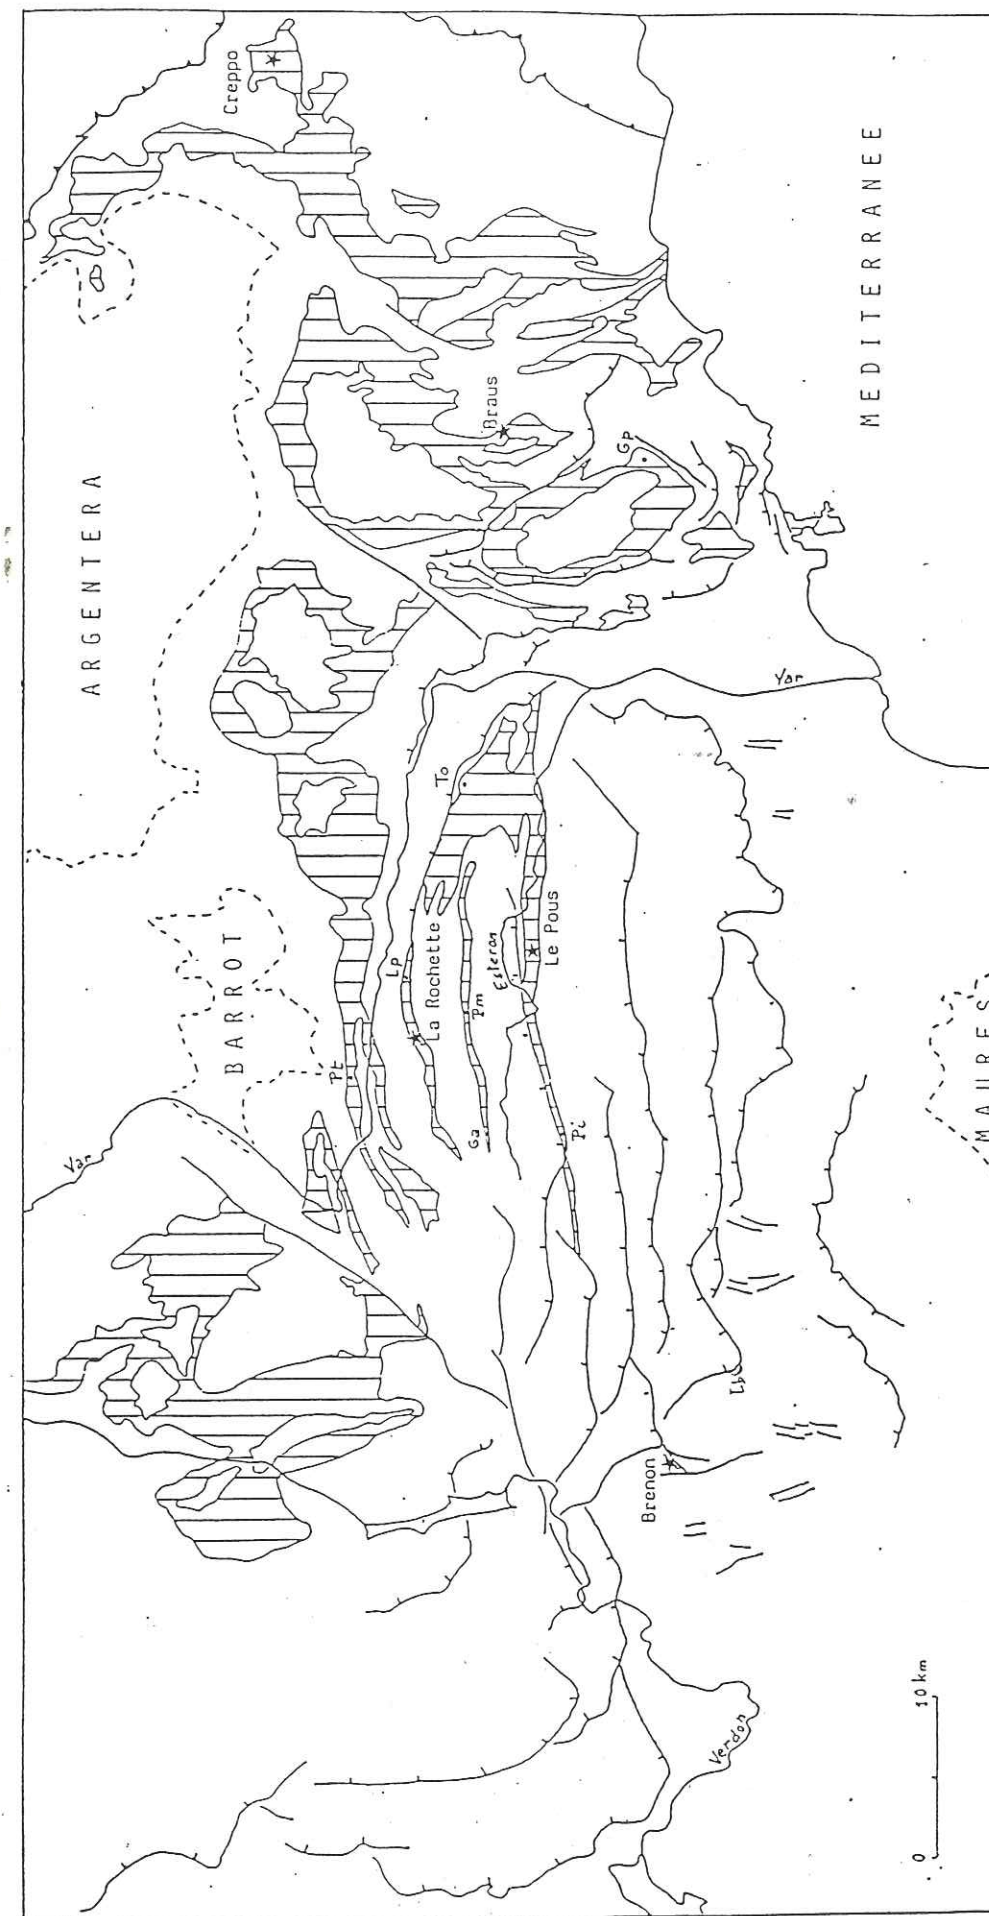 Creppo
ARGENTERA
MEDITERRANEE
Braus
Gp
Var
BARROT
To
Lp
La Rochette
Esteron
Le Pous
Pt
Pm
Ga
Pi
MAURES
Var
Lb
Brenon
Verdon
0
10 km